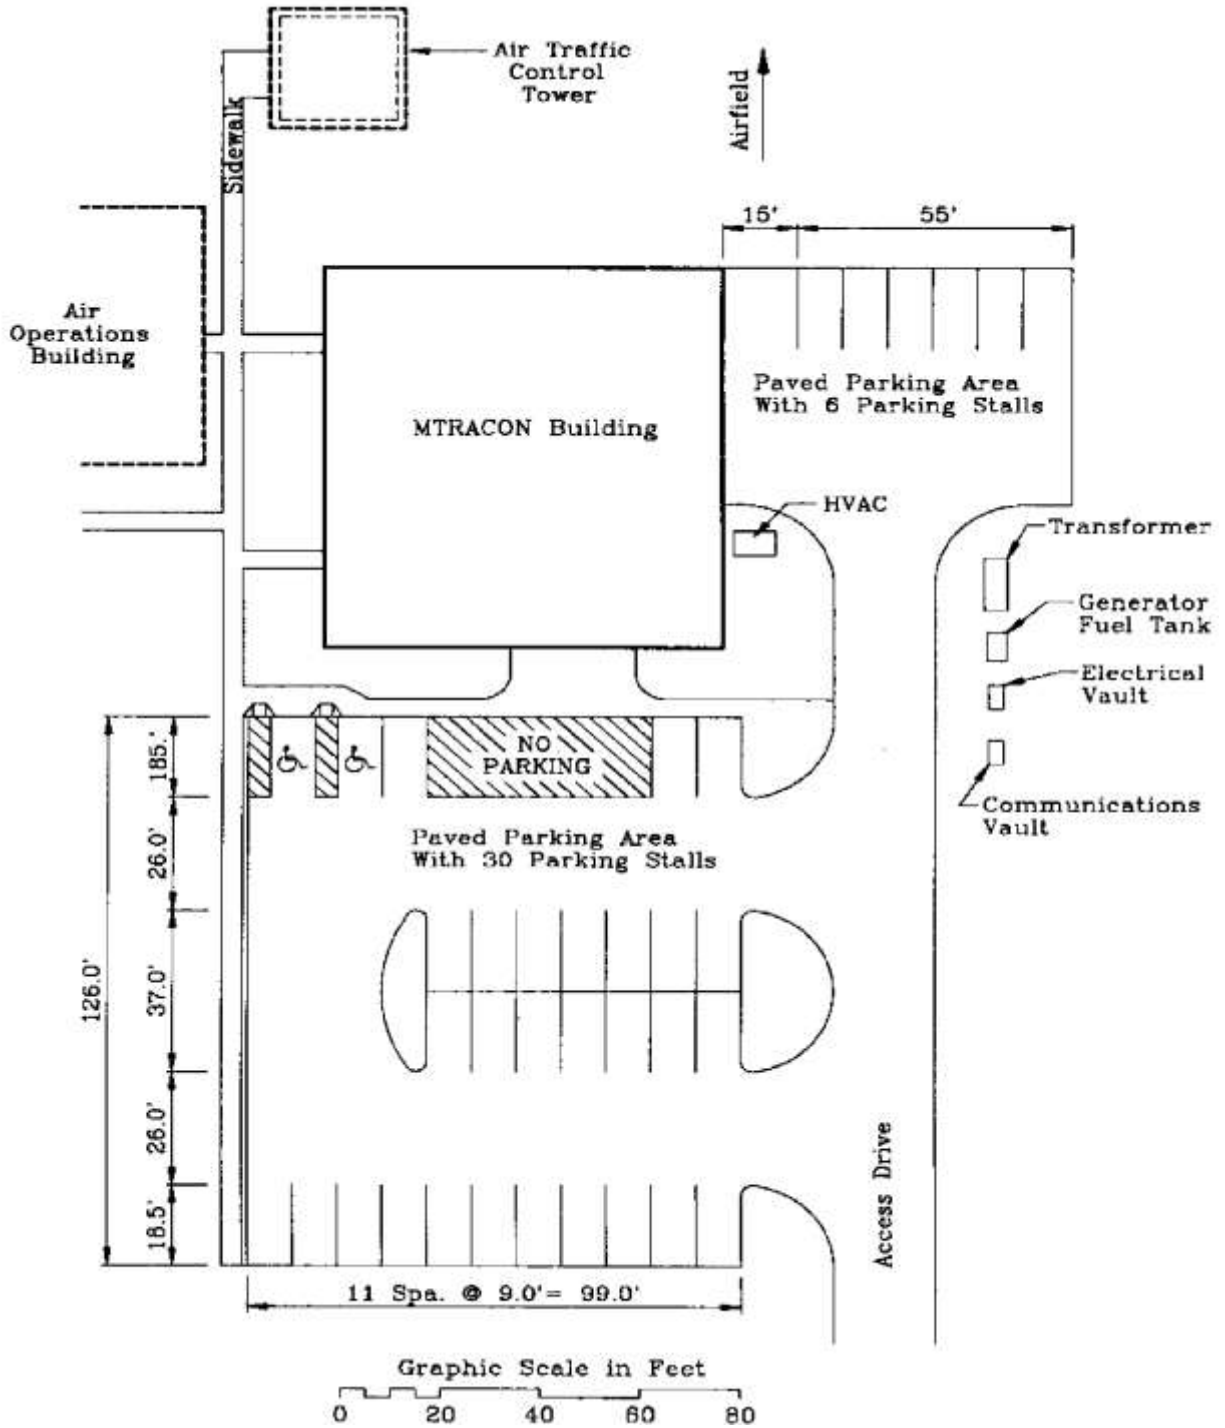 Air Traffic
Control
Tower
Airfield
Sidewalk
15'
55'
Air
Operations
Building
Paved Parking Area
With 6 Parking Stalls
MTRACON Building
HVAC
Transformer
Generator
Fuel Tank
Electrical
Vault
Communications
Vault
NO
PARKING
185.'
26.0'
37.0'
126.0'
26.0'
18.5'
Paved Parking Area
With 30 Parking Stalls
Access Drive
11 Spa. @ 9.0'= 99.0'
Graphic Scale in Feet
0 20 40 60 80